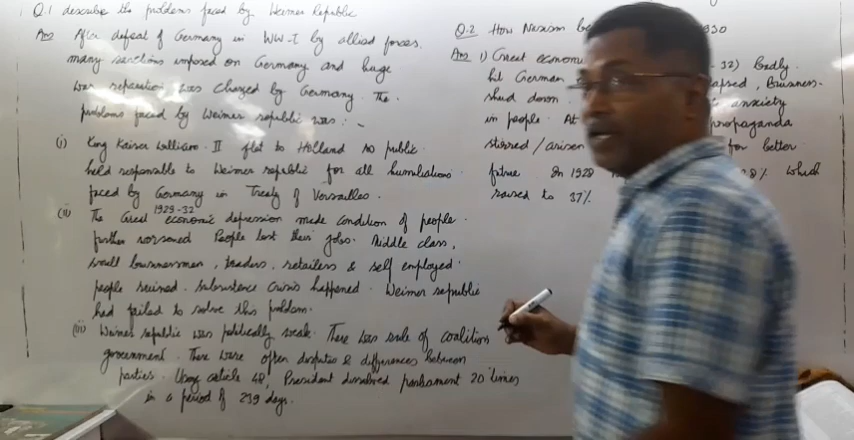 Q.1 describe the problems faced by Weimer Republic
Ans After defeat of Germany in WW-I by allied forces.
many sanctions imposed on Germany and huge
war reparation was charged by Germany. The
problems faced by Weimer republic was :-
(i) King Kaiser William II flet to Holland so public
held responsible to Weimer republic for all humiliations
faced by Germany in Treaty of Versailles.
1929-32
(ii) The Great economic depression made condition of people
further worsened People lost their jobs. Middle class,
small businessmen, traders, retailers & self employed
people ruined. Subsistence Crisis happened. Weimer republic
had failed to solve this problem.
(iii) Weimer republic was politically weak. There was rule of coalition
government. There were often disputes & differences between
parties. Using article 48, President dissolved parliament 20 times
in a period of 239 days.
Q.2 How Nazism 930
Ans 1) Great 32) badly
hit German apsed, Business-
shut down. anxiety
in people. At propaganda
stirred / arisen for better
future In 1928 which
raised to 37%